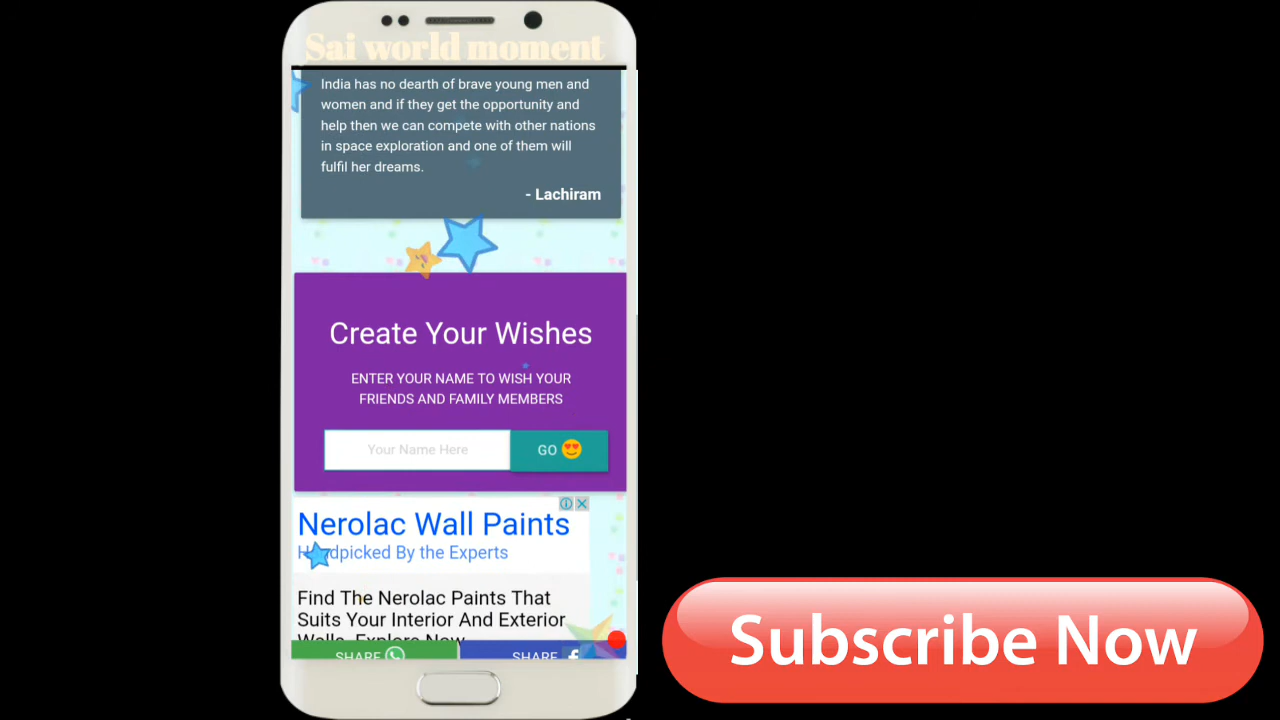 Sai world moment
India has no dearth of brave young men and
women and if they get the opportunity and
help then we can compete with other nations
in space exploration and one of them will
fulfil her dreams.
- Lachiram
Create Your Wishes
ENTER YOUR NAME TO WISH YOUR
FRIENDS AND FAMILY MEMBERS
Your Name Here
GO
Nerolac Wall Paints
Handpicked By the Experts
Find The Nerolac Paints That
Suits Your Interior And Exterior
Walls. Explore Now
SHARE
SHARE
Subscribe Now